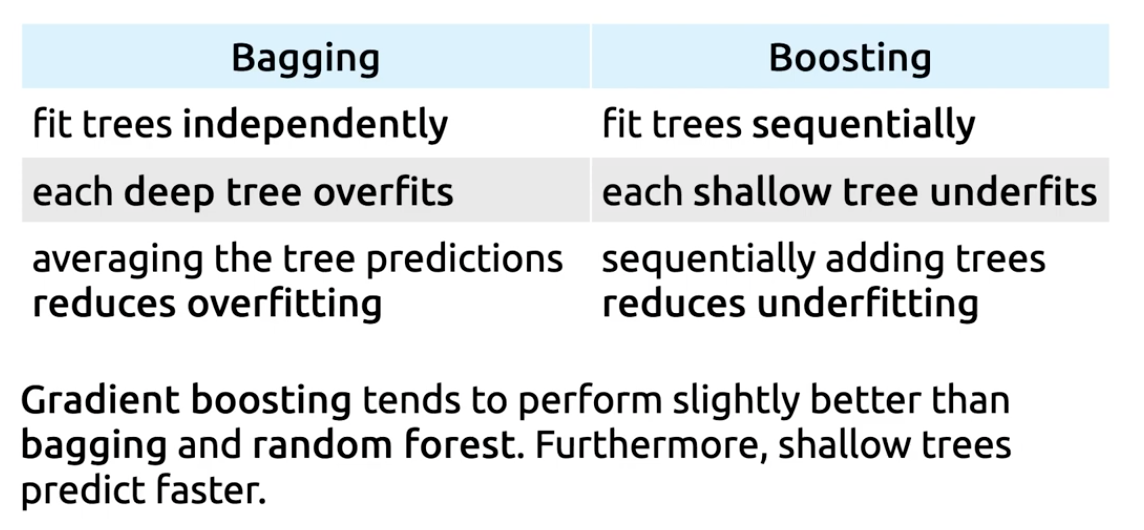 Bagging
Boosting
fit trees independently
fit trees sequentially
each deep tree overfits
each shallow tree underfits
averaging the tree predictions
reduces overfitting
sequentially adding trees
reduces underfitting
Gradient boosting tends to perform slightly better than
bagging and random forest. Furthermore, shallow trees
predict faster.